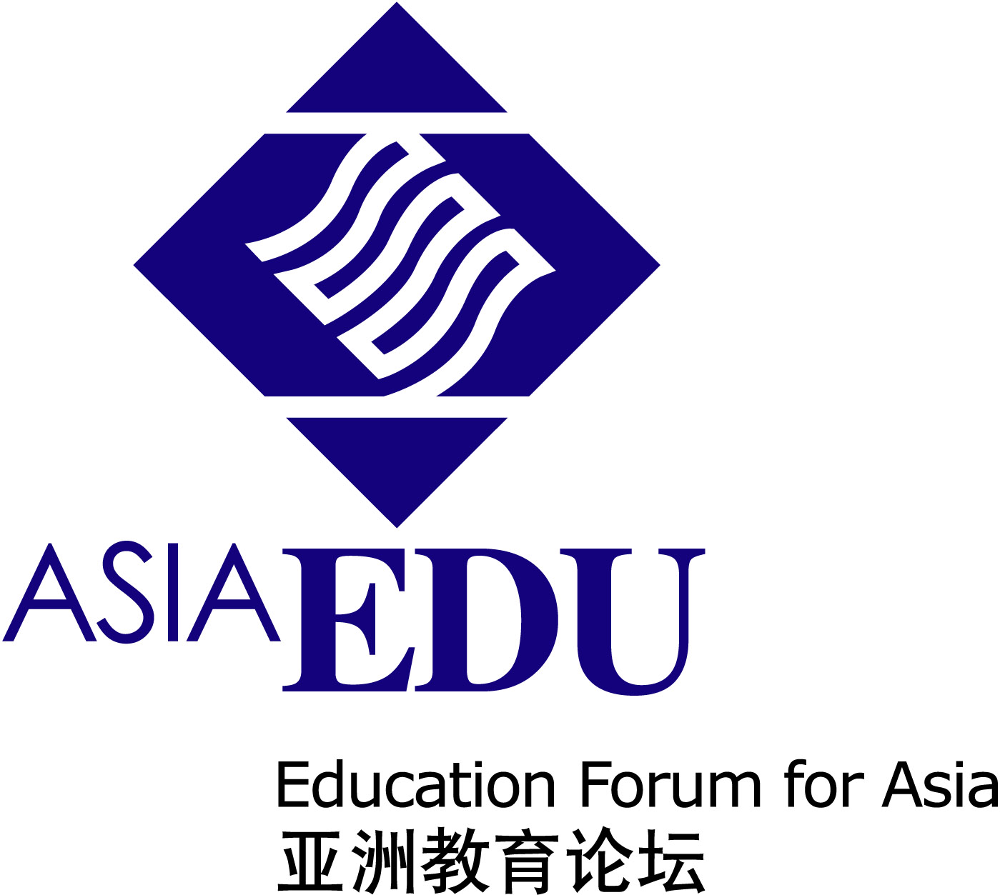 ASIAEDU
Education Forum for Asia
亚洲教育论坛